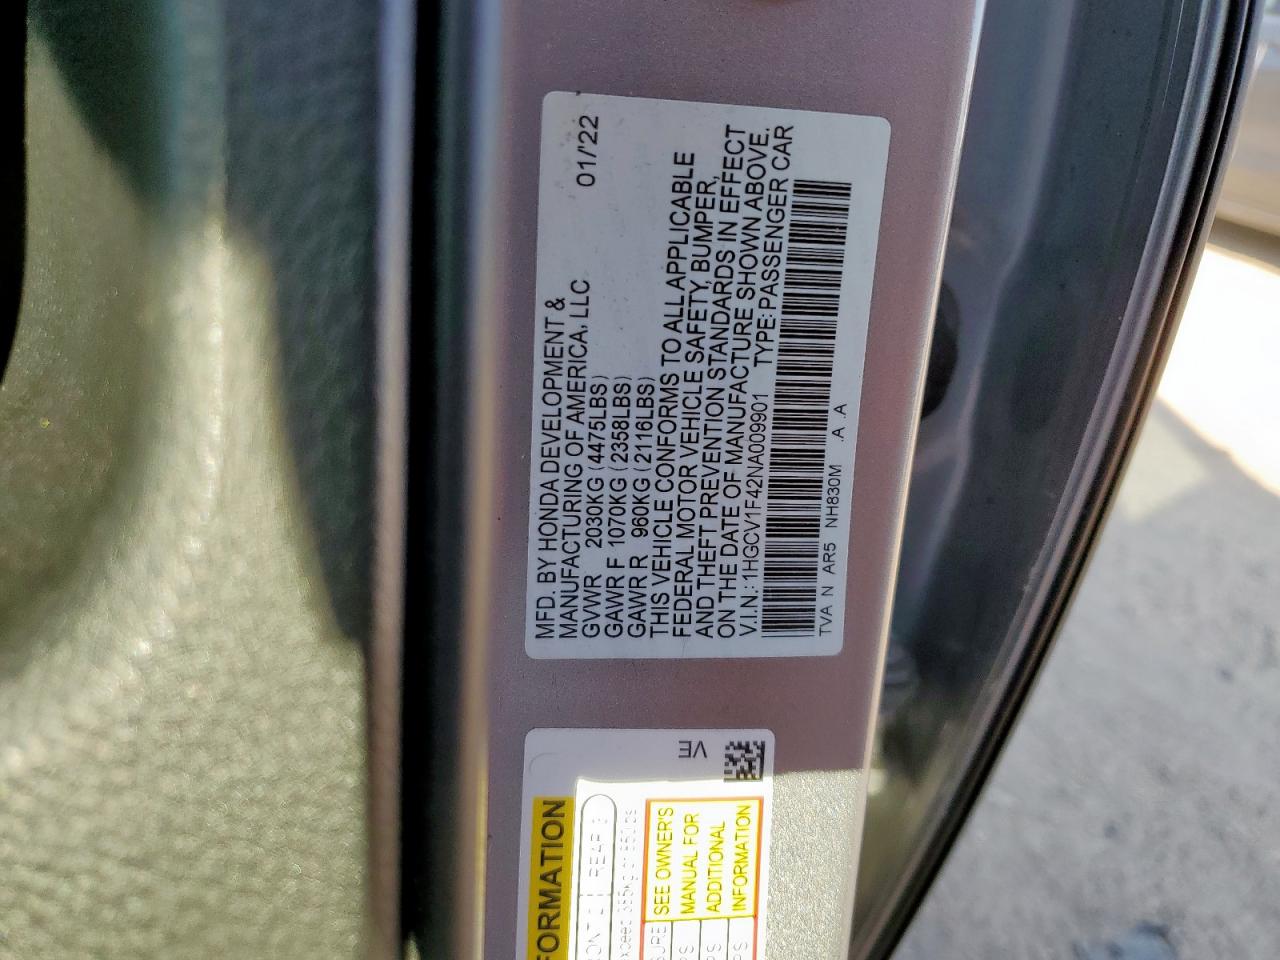 MFD. BY HONDA DEVELOPMENT &
MANUFACTURING OF AMERICA, LLC 01/'22
GVWR 2030KG (4475LBS)
GAWR F 1070KG (2358LBS)
GAWR R 960KG (2116LBS)
THIS VEHICLE CONFORMS TO ALL APPLICABLE
FEDERAL MOTOR VEHICLE SAFETY, BUMPER,
AND THEFT PREVENTION STANDARDS IN EFFECT
ON THE DATE OF MANUFACTURE SHOWN ABOVE.
V.I.N.: 1HGCV1F42NA009901 TYPE: PASSENGER CAR
TVA N AR5 NH830M .A .A
VE
REAR
SEE OWNER'S
MANUAL FOR
ADDITIONAL
INFORMATION